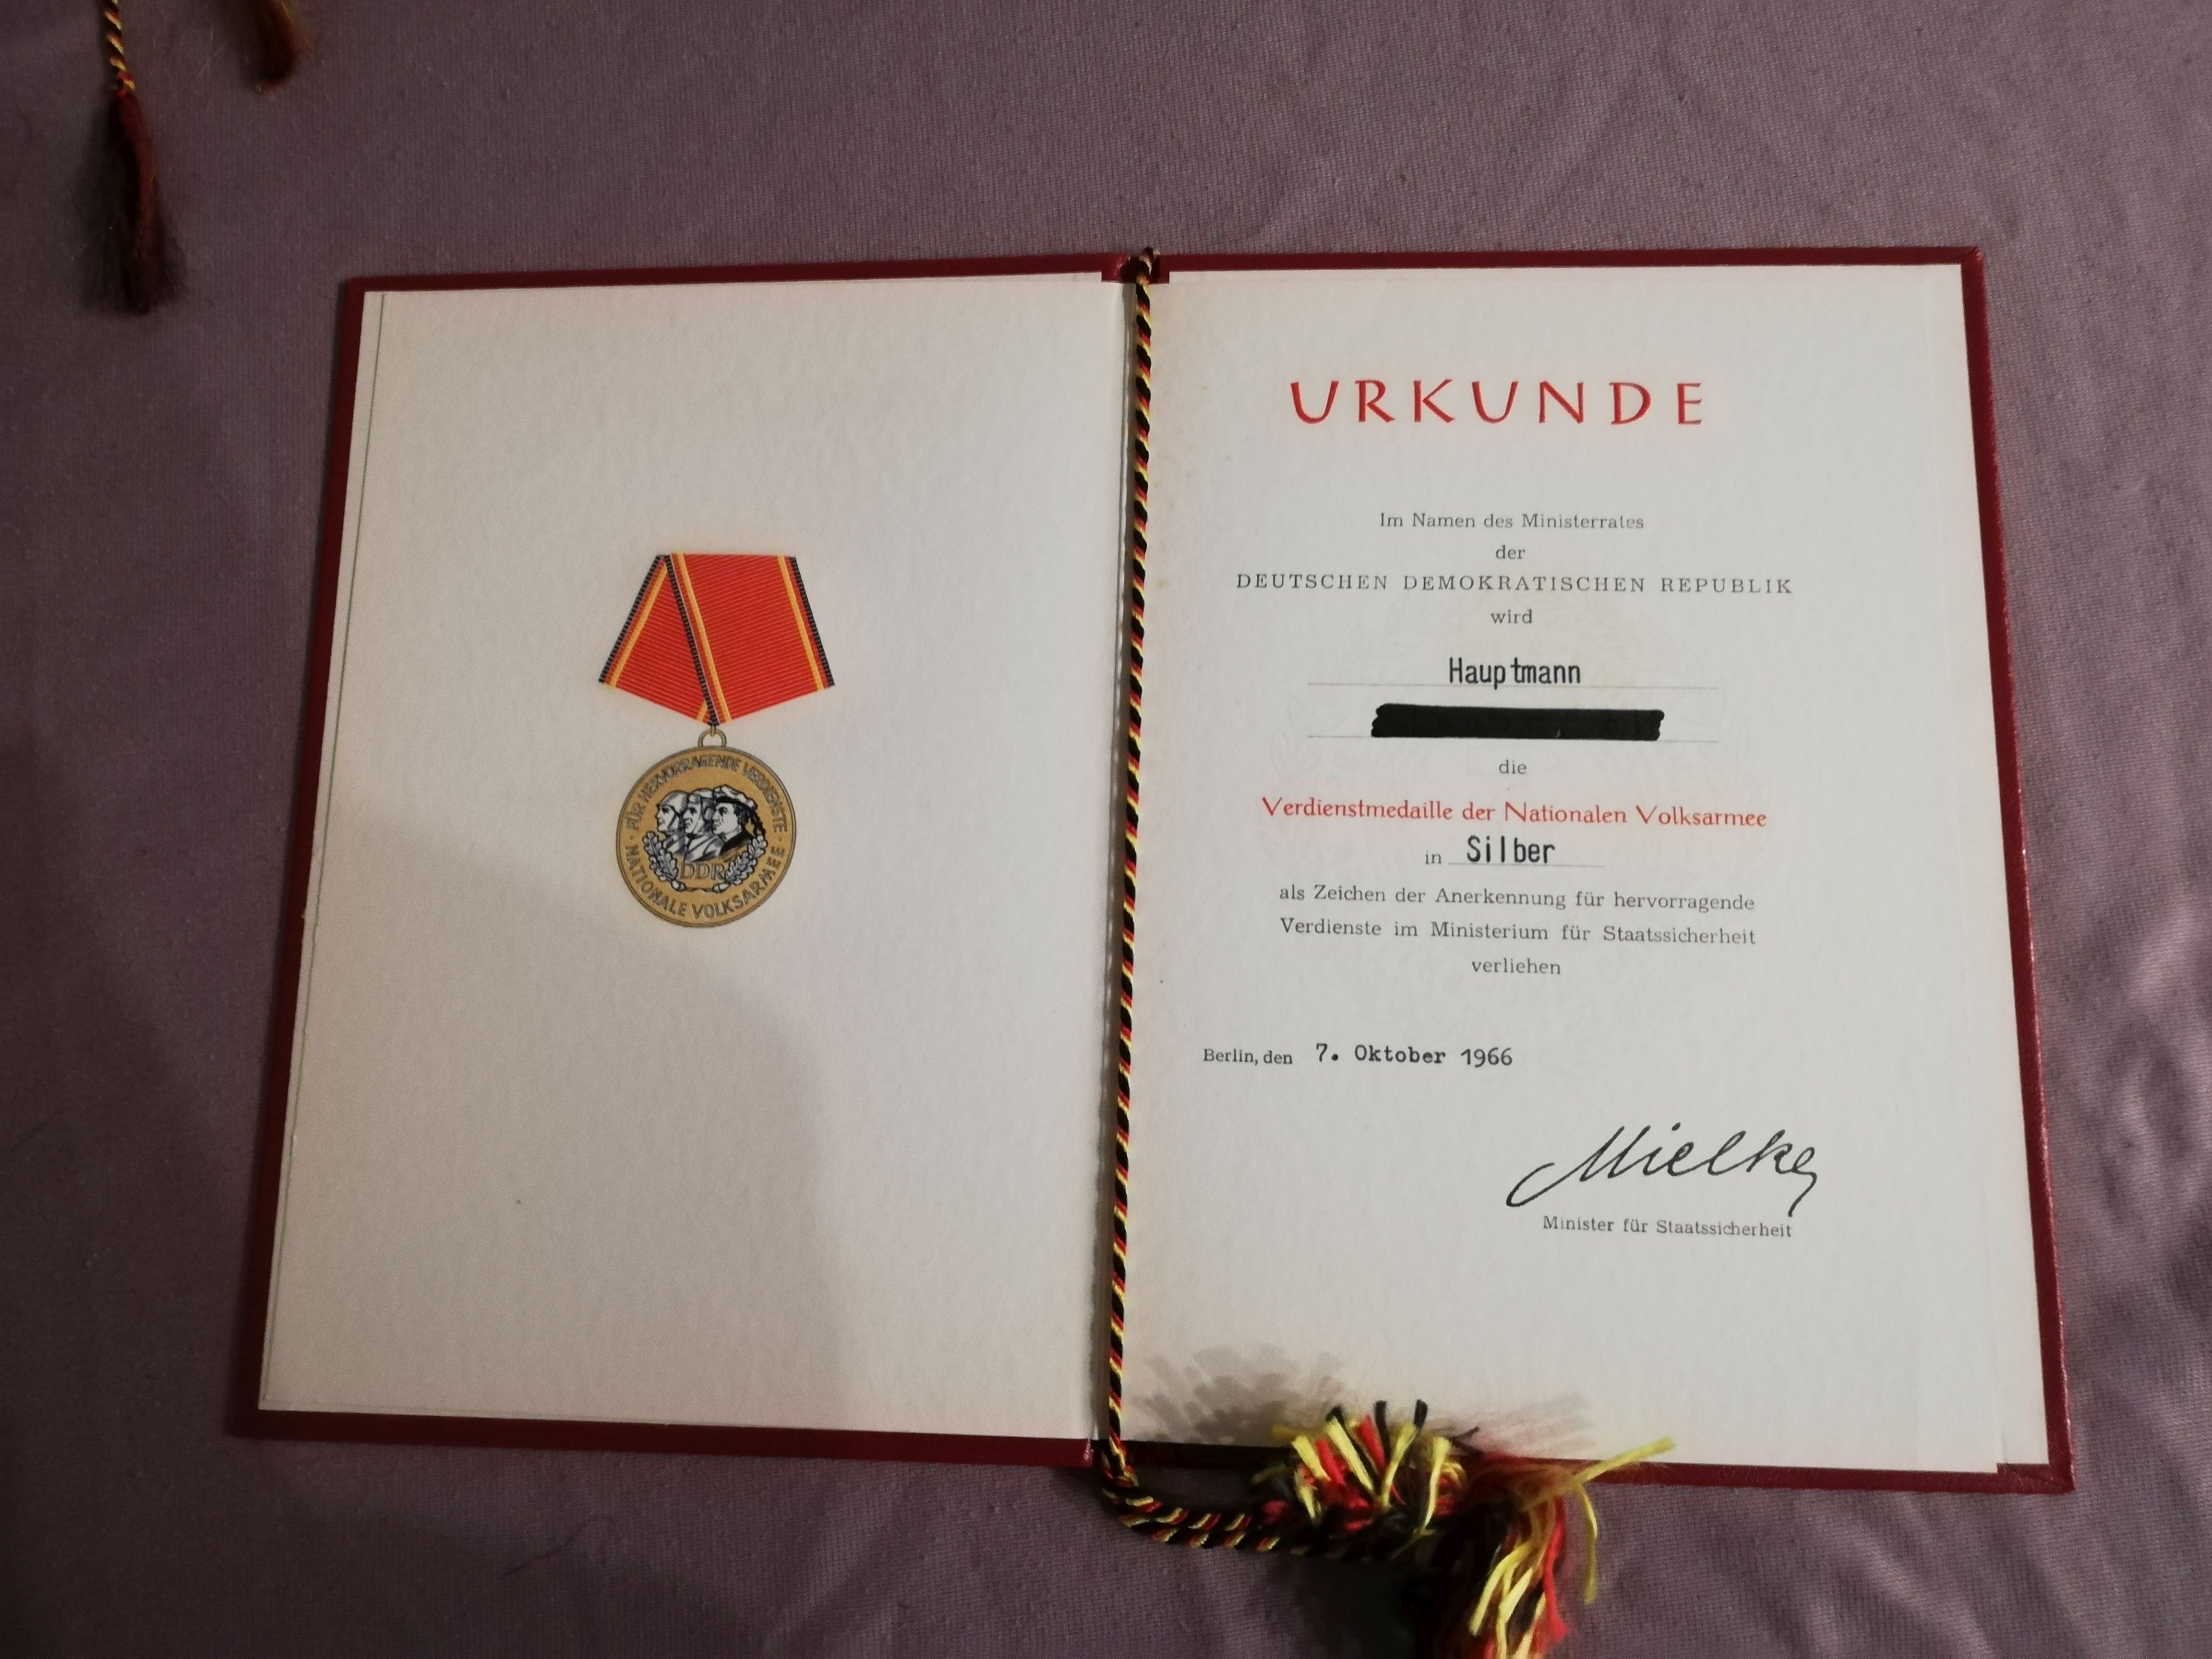 FÜR HERVORRAGENDE VERDIENSTE
NATIONALE VOLKSARMEE
DDR
URKUNDE
Im Namen des Ministerrates
der
DEUTSCHEN DEMOKRATISCHEN REPUBLIK
wird
Hauptmann
die
Verdienstmedaille der Nationalen Volksarmee
in Silber
als Zeichen der Anerkennung für hervorragende
Verdienste im Ministerium für Staatssicherheit
verliehen
Berlin, den 7. Oktober 1966
Mielke
Minister für Staatssicherheit